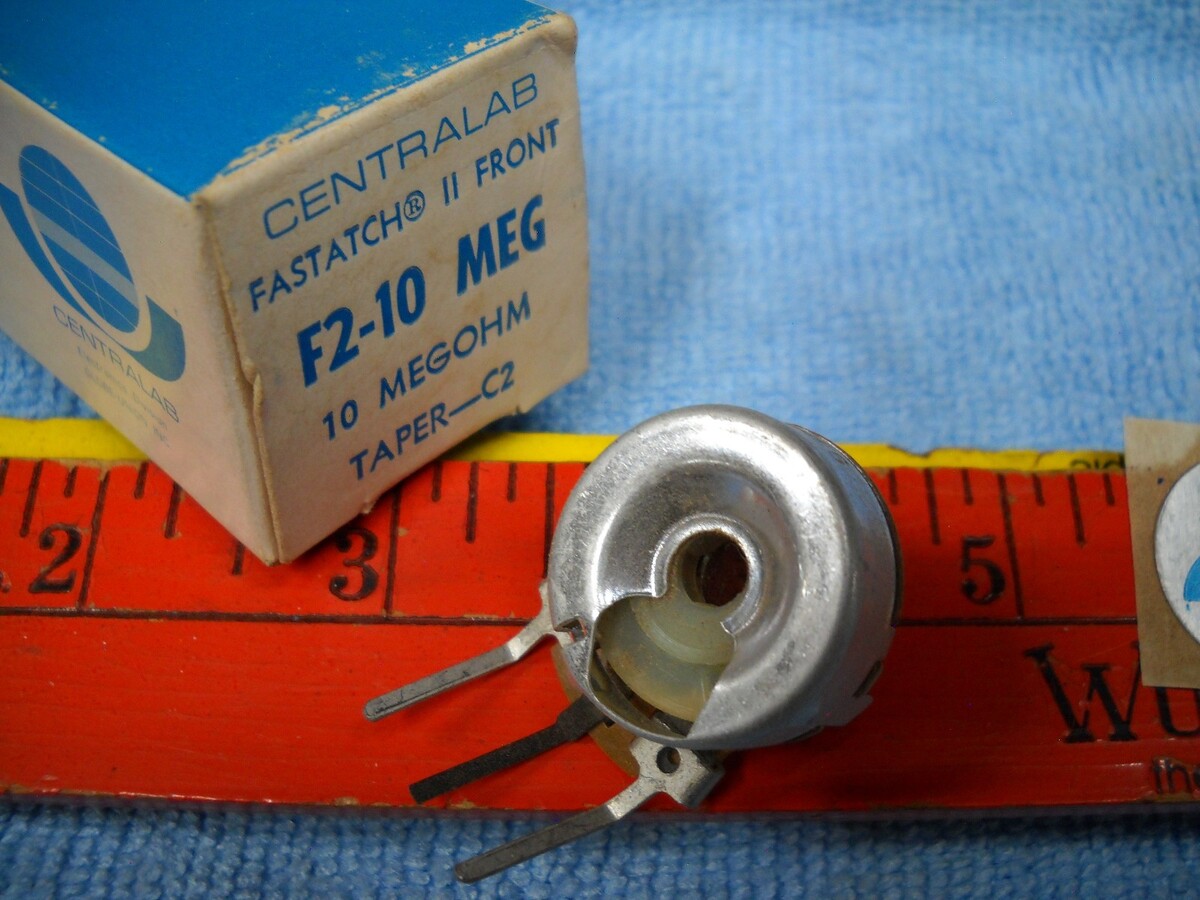 CENTRALAB
FASTATCH® II FRONT
F2-10 MEG
10 MEGOHM
TAPER—C2
CENTRALAB
2
3
5